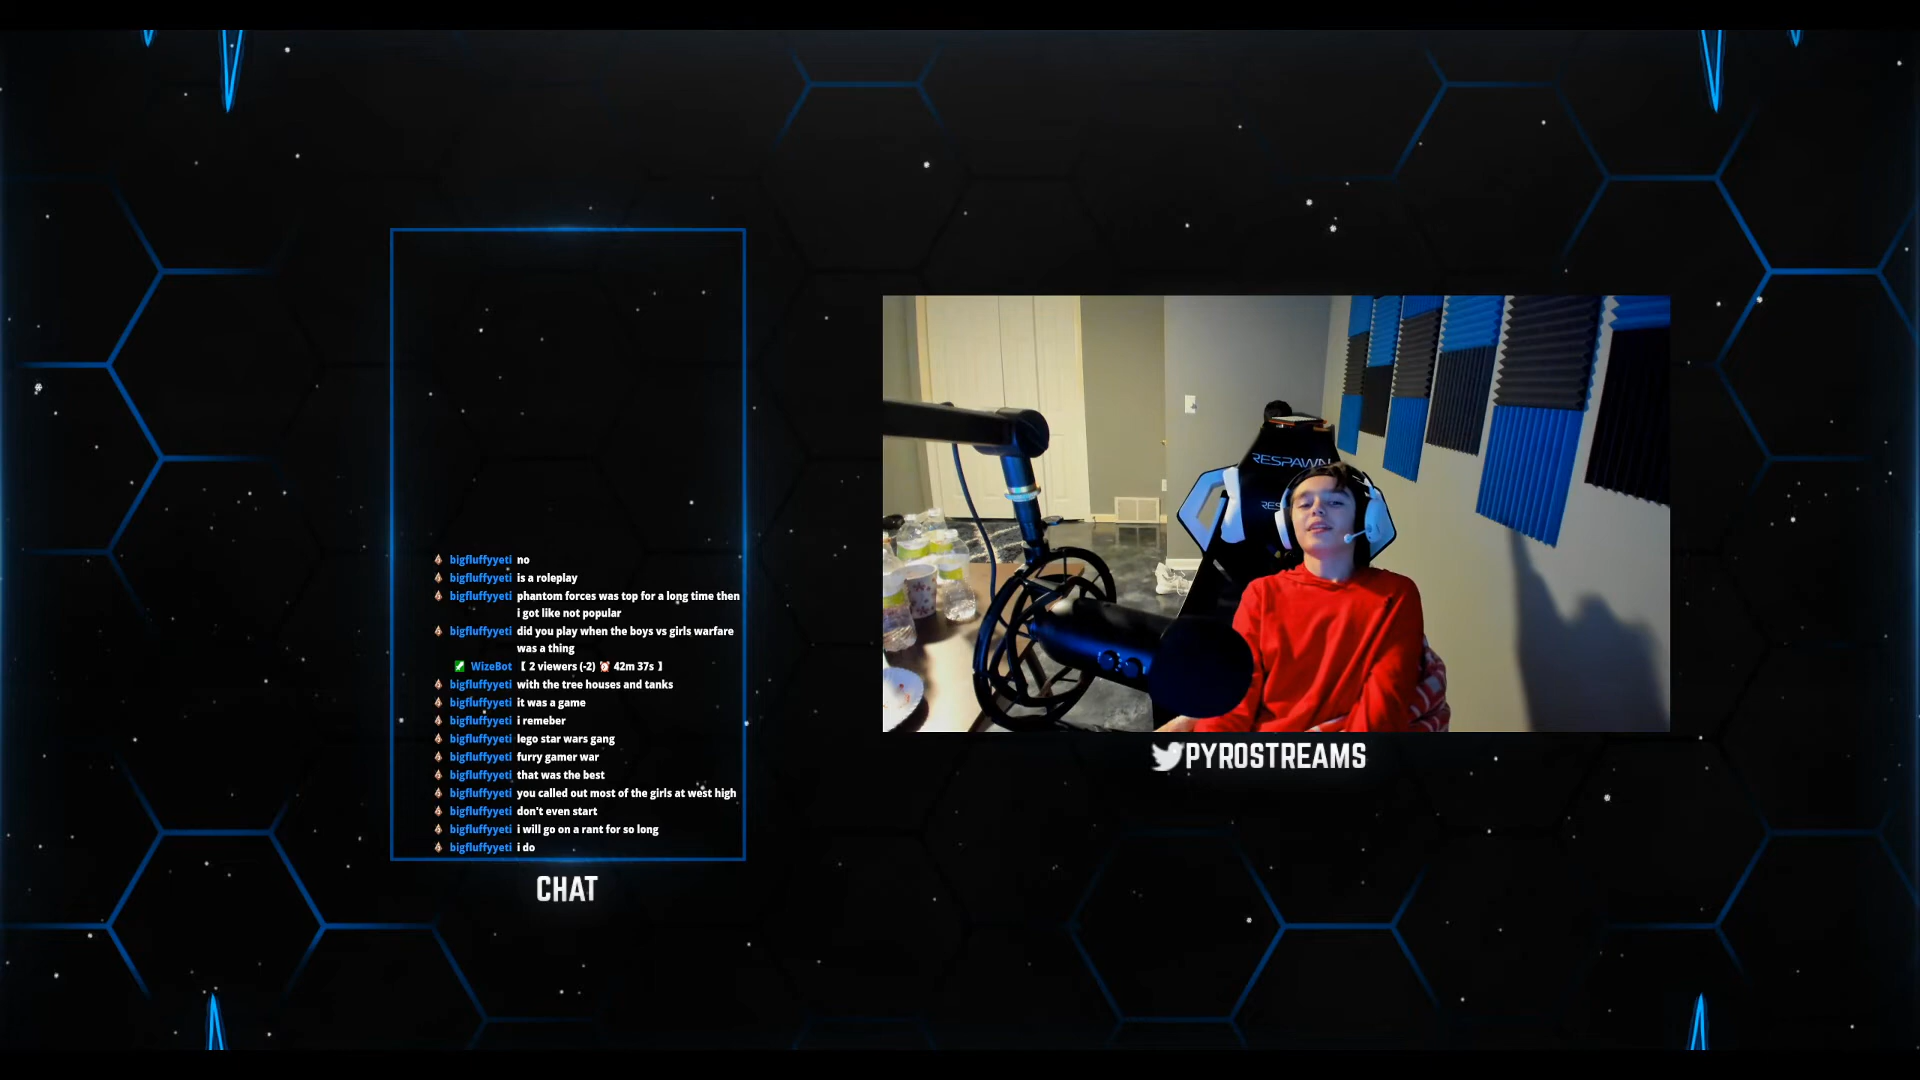 bigfluffyyeti no
bigfluffyyeti is a roleplay
bigfluffyyeti phantom forces was top for a long time then
i got like not popular
bigfluffyyeti did you play when the boys vs girls warfare
was a thing
WizeBot 【 2 viewers (-2) ⏰ 42m 37s 】
bigfluffyyeti with the tree houses and tanks
bigfluffyyeti it was a game
bigfluffyyeti i remeber
bigfluffyyeti lego star wars gang
bigfluffyyeti furry gamer war
bigfluffyyeti that was the best
bigfluffyyeti you called out most of the girls at west high
bigfluffyyeti don't even start
bigfluffyyeti i will go on a rant for so long
bigfluffyyeti i do
CHAT
RESPAWN
RES
PYROSTREAMS